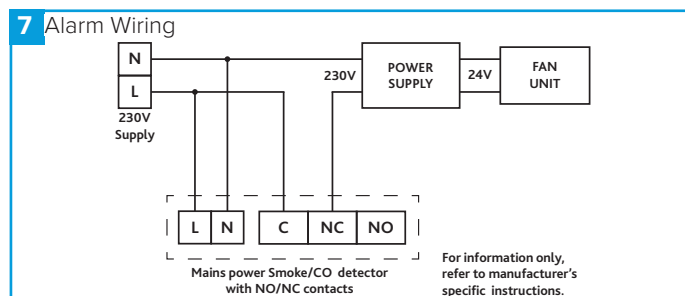 7 Alarm Wiring
N
L
230V
Supply
230V
POWER
SUPPLY
24V
FAN
UNIT
L N C NC NO
Mains power Smoke/CO detector
with NO/NC contacts
For information only,
refer to manufacturer's
specific instructions.